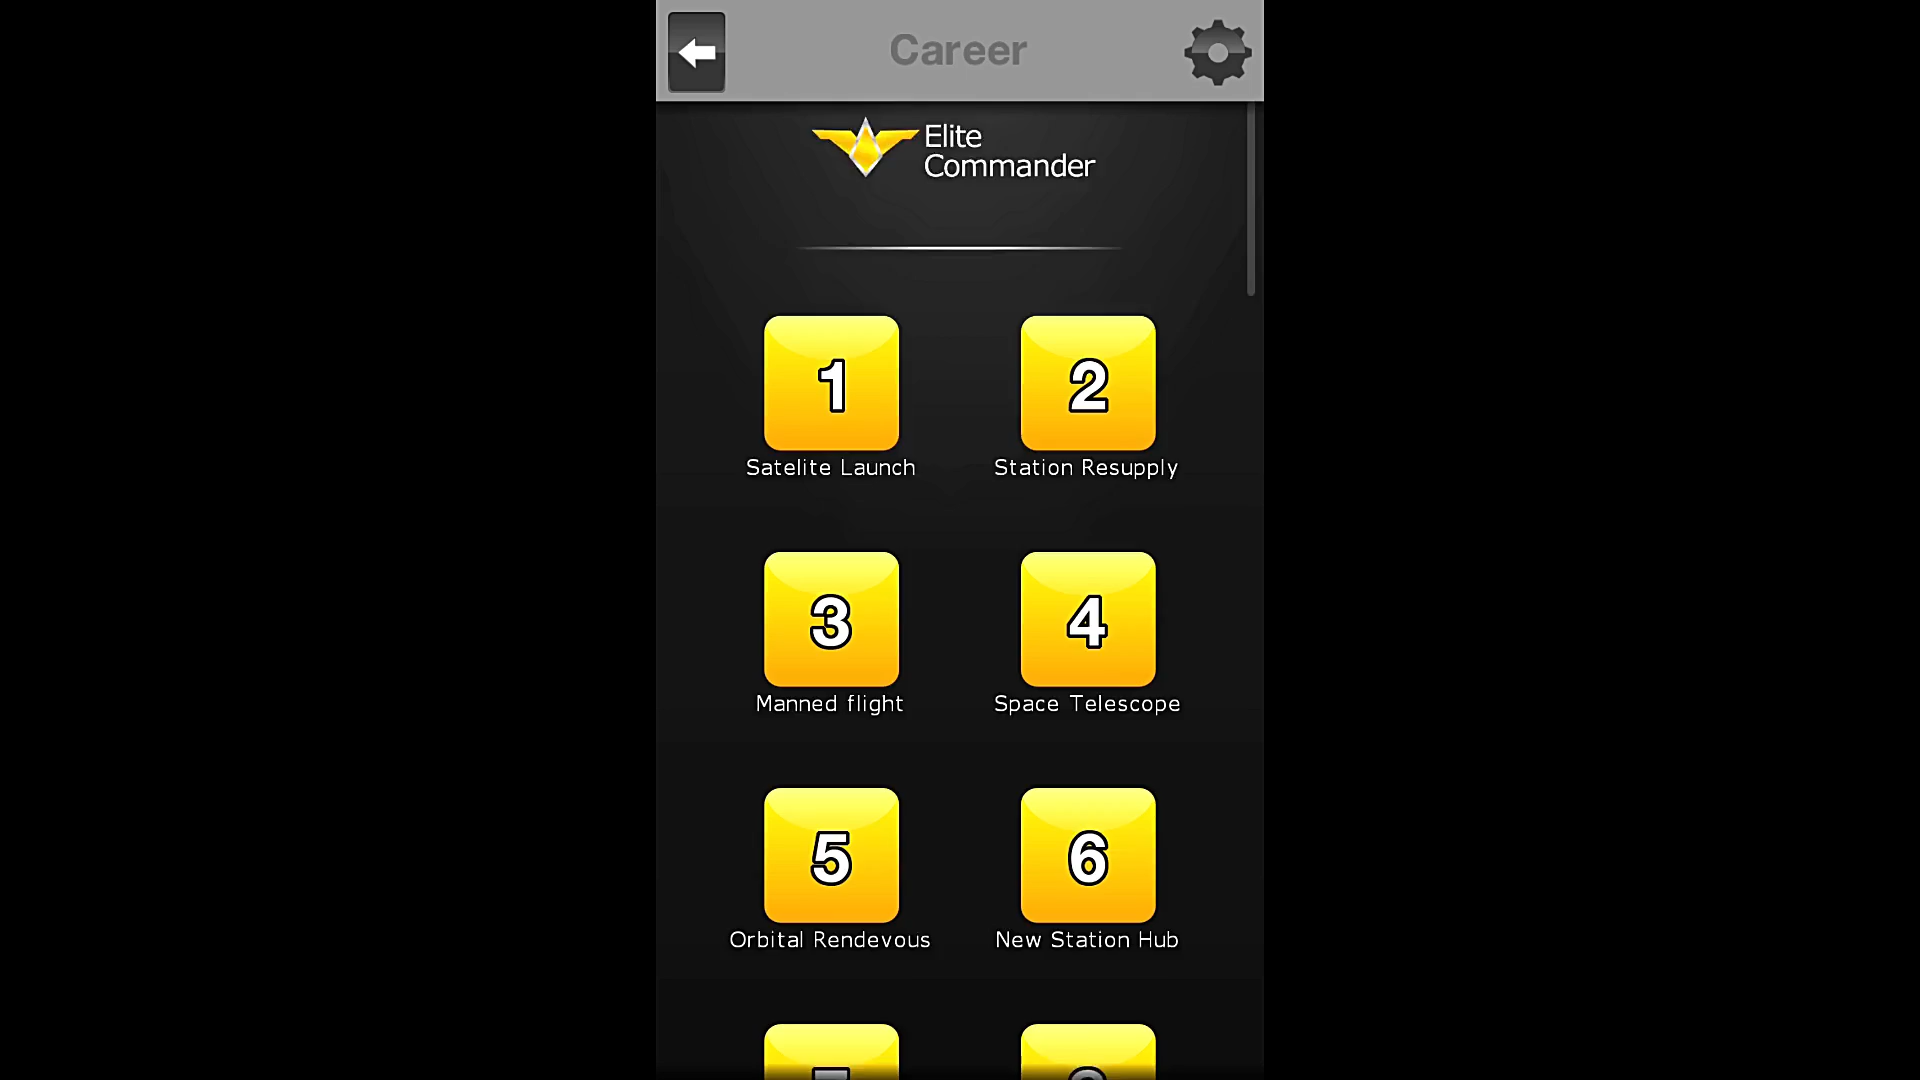 Career
Elite
Commander
1
2
Satelite Launch
Station Resupply
3
4
Manned flight
Space Telescope
5
6
Orbital Rendevous
New Station Hub